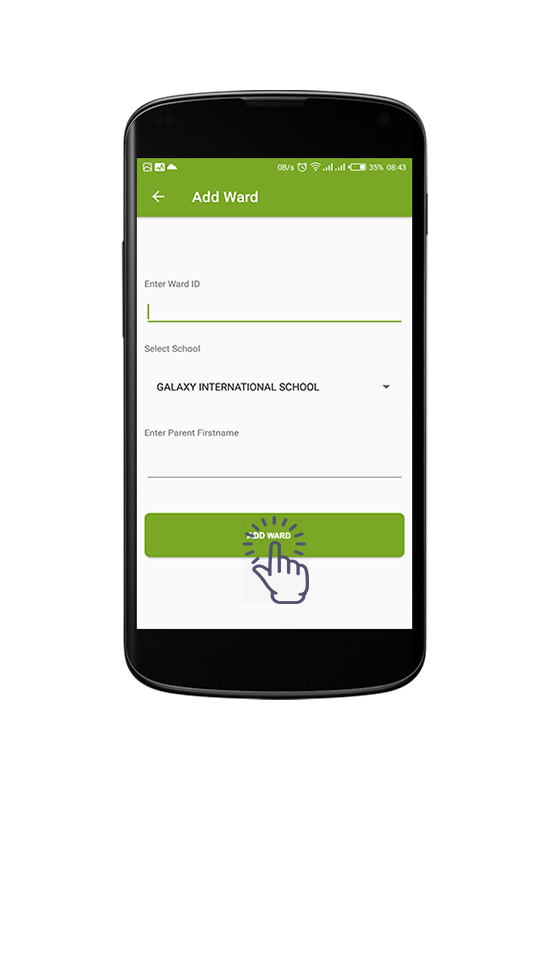 0B/s 35% 08:43
Add Ward
Enter Ward ID
Select School
GALAXY INTERNATIONAL SCHOOL
Enter Parent Firstname
ADD WARD